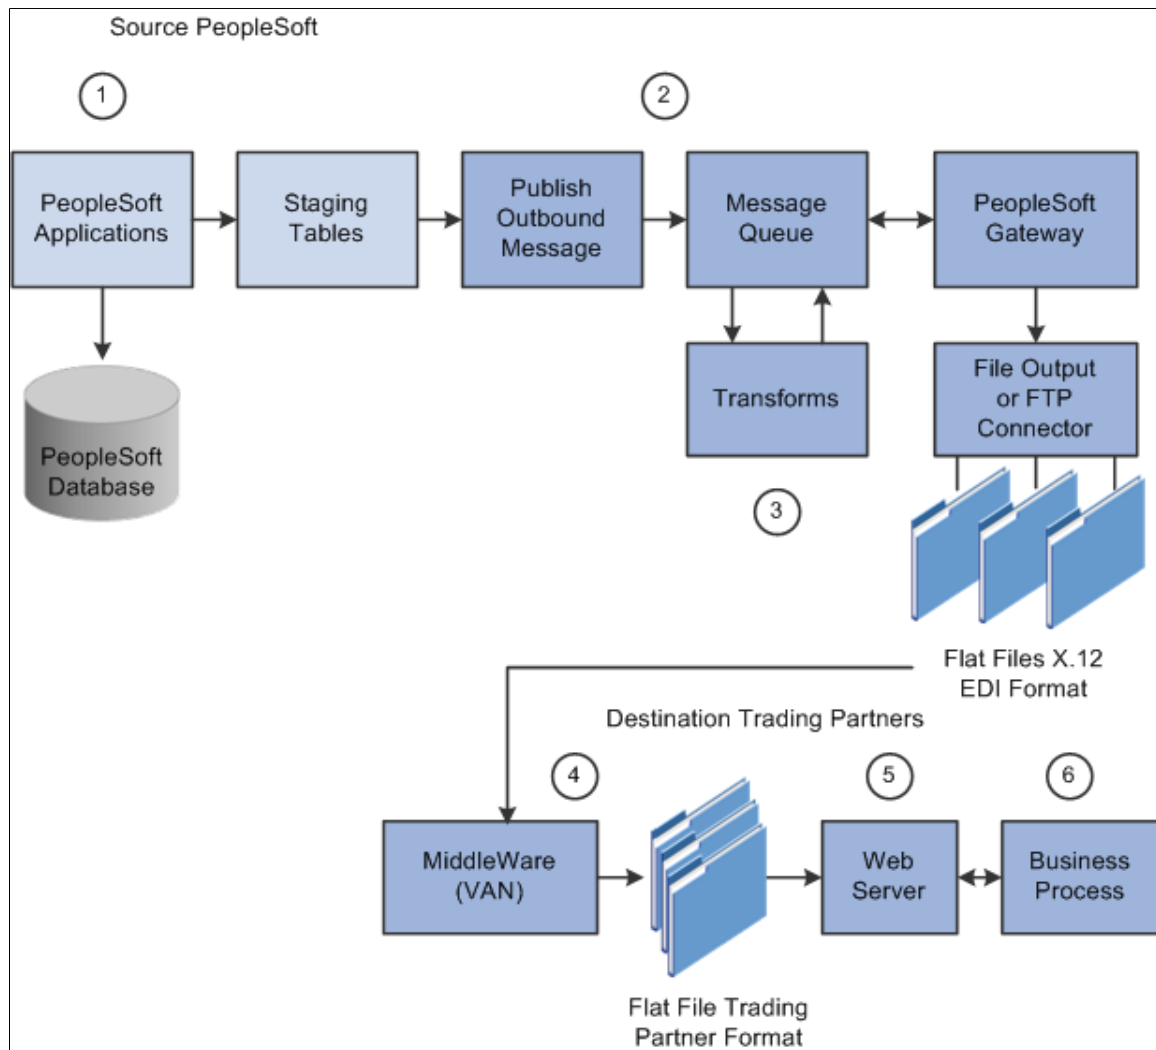 Source PeopleSoft
1
2
PeopleSoft
Applications
Staging
Tables
Publish
Outbound
Message
Message
Queue
PeopleSoft
Gateway
Transforms
File Output
or FTP
Connector
PeopleSoft
Database
3
Flat Files X.12
EDI Format
Destination Trading Partners
4
5
6
MiddleWare
(VAN)
Web
Server
Business
Process
Flat File Trading
Partner Format